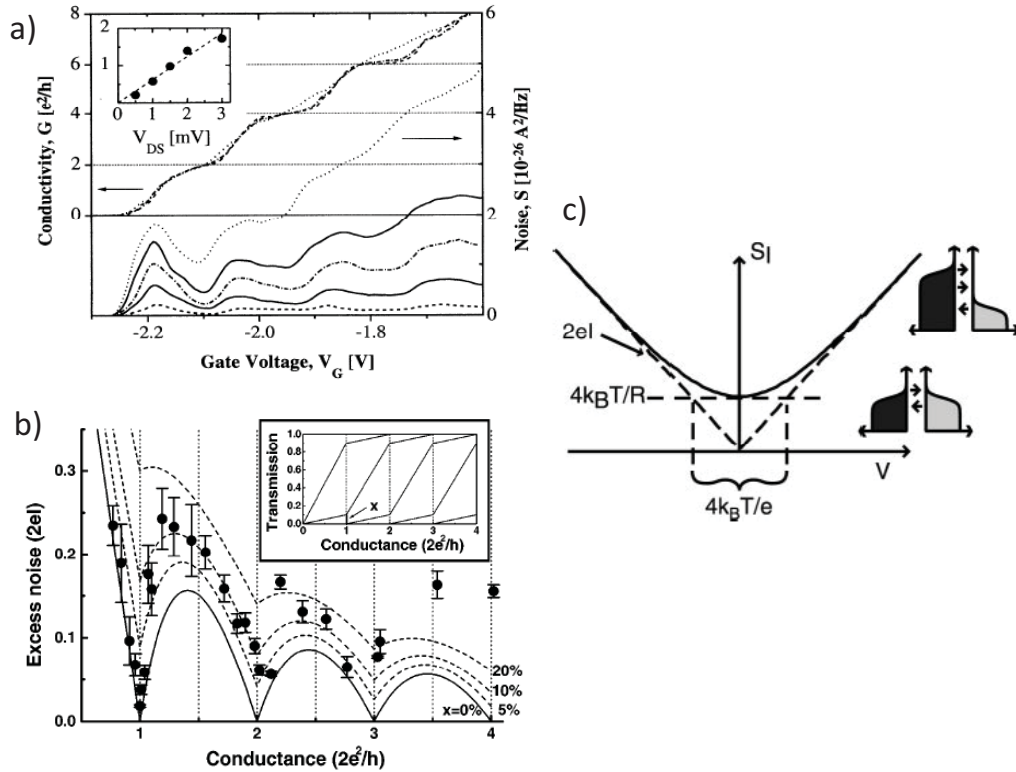 a)
2
1
0
0
1
2
3
V_DS [mV]
8
6
4
2
0
Conductivity, G [e²/h]
6
4
2
0
Noise, S [10⁻²⁶ A²/Hz]
-2.2
-2.0
-1.8
Gate Voltage, V_G [V]
b)
0.3
0.2
0.1
0.0
Excess noise (2eI)
1.0
0.8
0.6
0.4
0.2
0.0
Transmission
x
0
1
2
3
4
Conductance (2e²/h)
20%
10%
x=0%
5%
1
2
3
4
Conductance (2e²/h)
c)
S_I
2eI
4k_BT/R
V
4k_BT/e